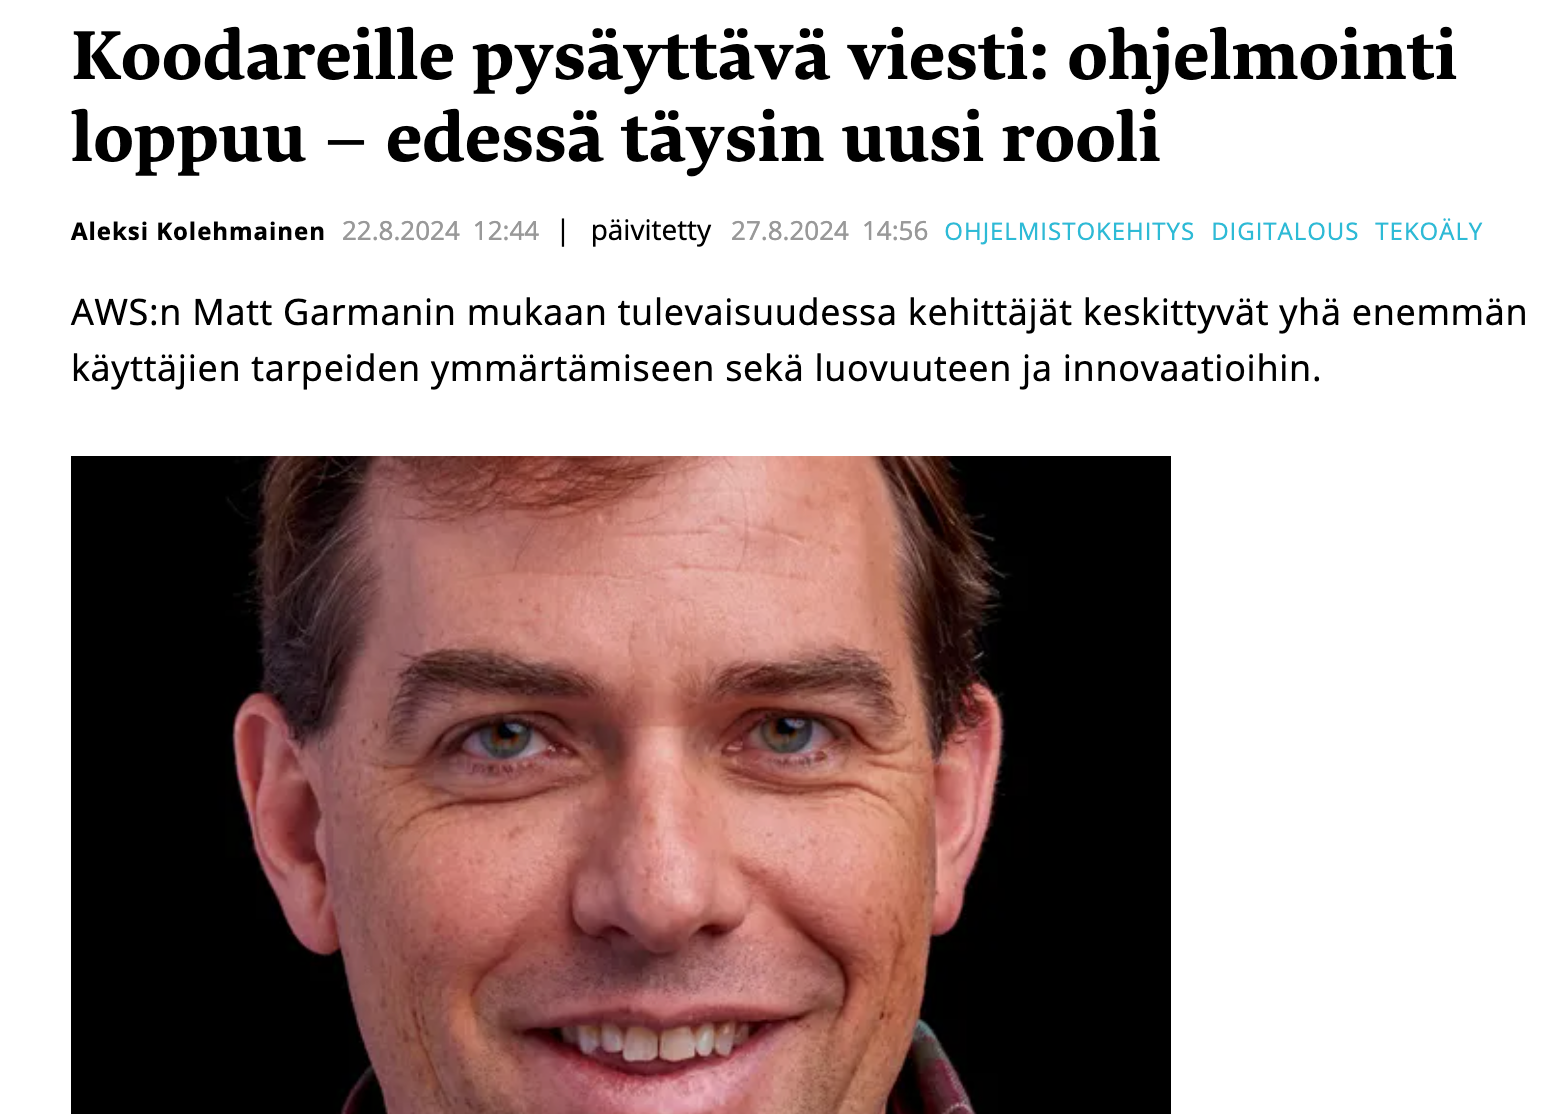 Koodareille pysäyttävä viesti: ohjelmointi
loppuu – edessä täysin uusi rooli
Aleksi Kolehmainen 22.8.2024 12:44 | päivitetty 27.8.2024 14:56 OHJELMISTOKEHITYS DIGITALOUS TEKOÄLY
AWS:n Matt Garmanin mukaan tulevaisuudessa kehittäjät keskittyvät yhä enemmän
käyttäjien tarpeiden ymmärtämiseen sekä luovuuteen ja innovaatioihin.